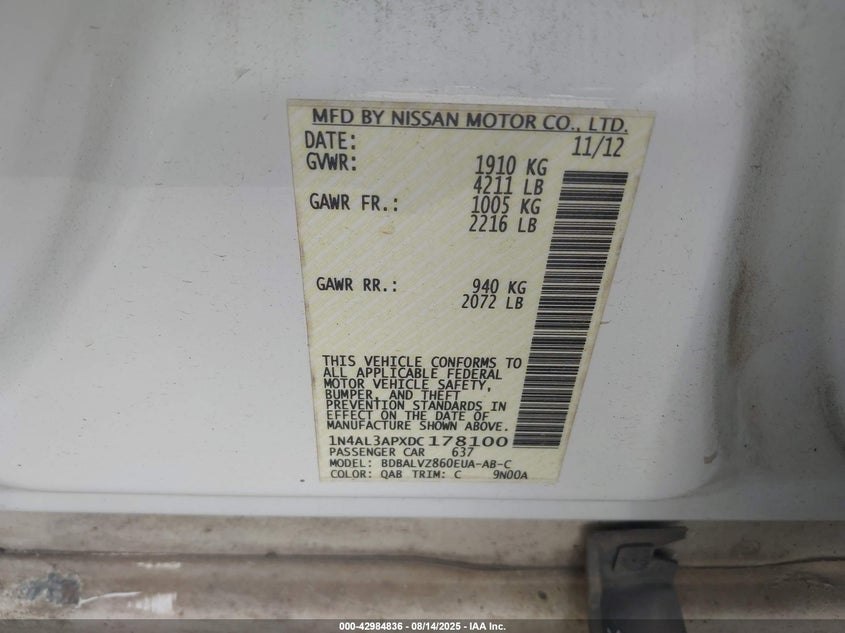 MFD BY NISSAN MOTOR CO., LTD.
DATE: 11/12
GVWR: 1910 KG
4211 LB
GAWR FR.: 1005 KG
2216 LB
GAWR RR.: 940 KG
2072 LB
THIS VEHICLE CONFORMS TO
ALL APPLICABLE FEDERAL
MOTOR VEHICLE SAFETY,
BUMPER, AND THEFT
PREVENTION STANDARDS IN
EFFECT ON THE DATE OF
MANUFACTURE SHOWN ABOVE.
1N4AL3APXDC178100
PASSENGER CAR 637
MODEL: BDBALVZ860EUA-AB-C
COLOR: QAB TRIM: C 9N00A
000-42984836 - 08/14/2025 - IAA Inc.